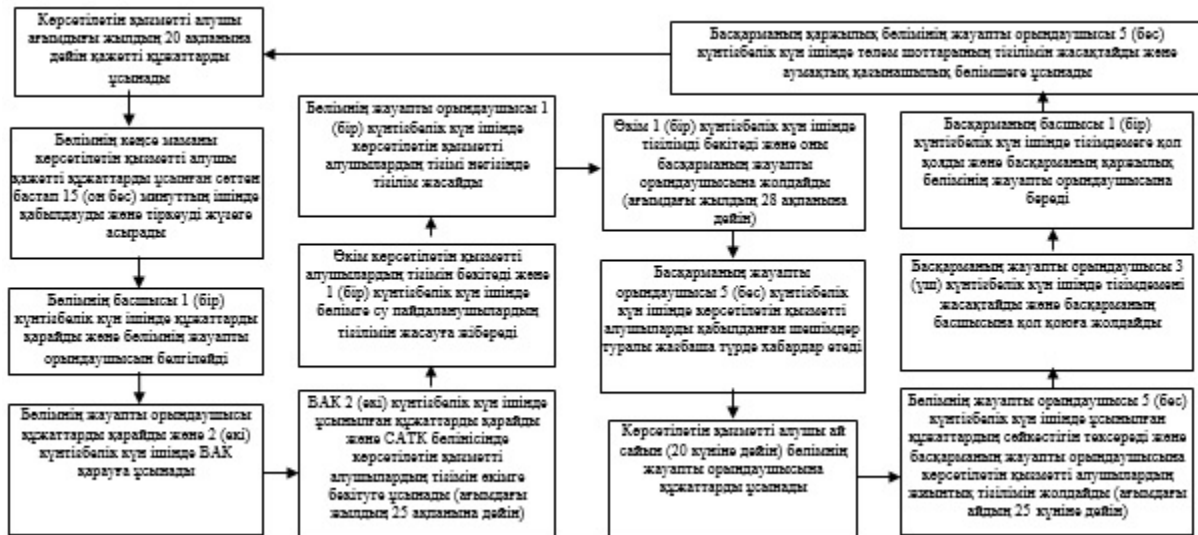 Көрсетілетін қызметті алушы
ағымдығы жылдың 20 ақпанына
дейін қажетті құжаттарды
ұсынады
Бөлімнің кеңсе маманы
көрсетілетін қызметті алушы
қажетті құжаттарды ұсынған сәттен
бастап 15 (он бес) минуттың ішінде
қабылдауды және тіркеуді жүзеге
асырады
Бөлімнің басшысы 1 (бір)
күнтізбелік күн ішінде құжаттарды
қарайды және бөлімнің жауапты
орындаушысын белгілейді
Бөлімнің жауапты орындаушысы
құжаттарды қарайды және 2 (екі)
күнтізбелік күн ішінде ВАК
қарауға ұсынады
ВАК 2 (екі) күнтізбелік күн ішінде
ұсынылған құжаттарды қарайды
және САТК бөлінісінде
көрсетілетін қызметті
алушылардың тізімін әкімге
бекітуге ұсынады (ағымдағы
жылдың 25 ақпанына дейін)
Әкім көрсетілетін қызметті
алушылардың тізімін бекітеді және
1 (бір) күнтізбелік күн ішінде
бөлімге су пайдаланушылардың
тізілімін жасауға жібереді
Бөлімнің жауапты орындаушысы 1
(бір) күнтізбелік күн ішінде
көрсетілетін қызметті
алушылардың тізімі негізінде
тізілім жасайды
Әкім 1 (бір) күнтізбелік күн ішінде
тізілімді бекітеді және оны
басқарманың жауапты
орындаушысына жолдайды
(ағымдағы жылдың 28 ақпанына
дейін)
Басқарманың жауапты
орындаушысы 5 (бес) күнтізбелік
күн ішінде көрсетілетін қызметті
алушыларды қабылданған шешімдер
туралы жазбаша түрде хабардар етеді
Көрсетілетін қызметті алушы ай
сайын (20 күніне дейін) бөлімнің
жауапты орындаушысына
құжаттарды ұсынады
Бөлімнің жауапты орындаушысы 5 (бес)
күнтізбелік күн ішінде ұсынылған
құжаттардың сәйкестігін тексереді және
басқарманың жауапты орындаушысына
көрсетілетін қызметті алушылардың
жиынтық тізілімін жолдайды (ағымдағы
айдың 25 күніне дейін)
Басқарманың жауапты орындаушысы 3
(үш) күнтізбелік күн ішінде тізімдемені
жасақтайды және басқарманың
басшысына қол қоюға жолдайды
Басқарманың басшысы 1 (бір)
күнтізбелік күн ішінде тізімдемеге қол
қояды және басқарманың қаржылық
бөлімінің жауапты орындаушысына
береді
Басқарманың қаржылық бөлімінің жауапты орындаушысы 5 (бес)
күнтізбелік күн ішінде төлем шоттарының тізілімін жасақтайды және
аумақтық қазынашылық бөлімшеге ұсынады